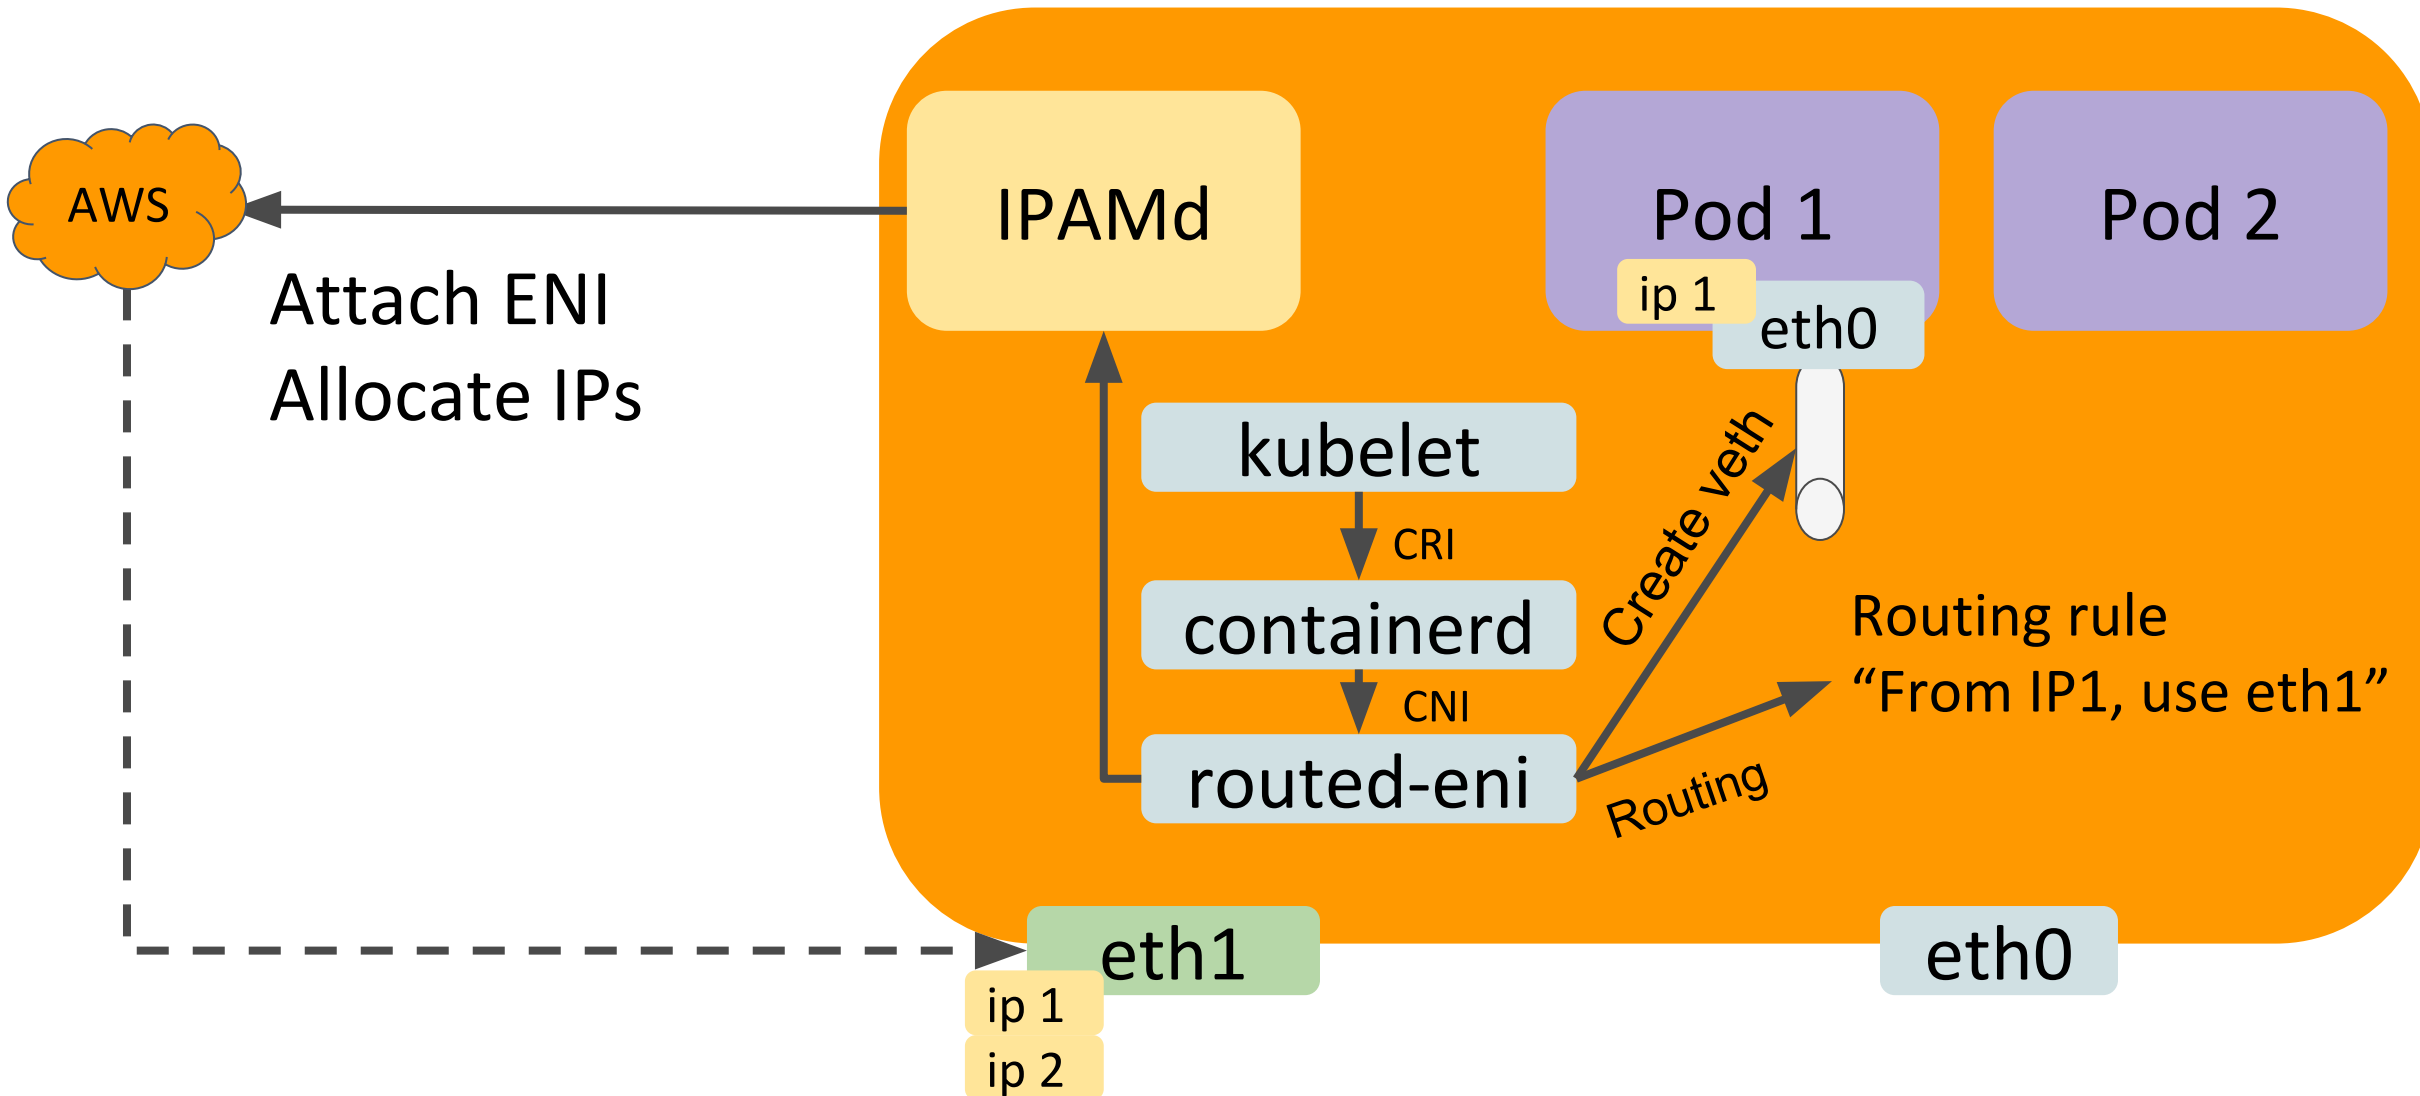 AWS
Attach ENI
Allocate IPs
IPAMd
Pod 1
ip 1
eth0
Pod 2
kubelet
CRI
containerd
CNI
routed-eni
Create veth
Routing
Routing rule
“From IP1, use eth1”
eth1
ip 1
ip 2
eth0